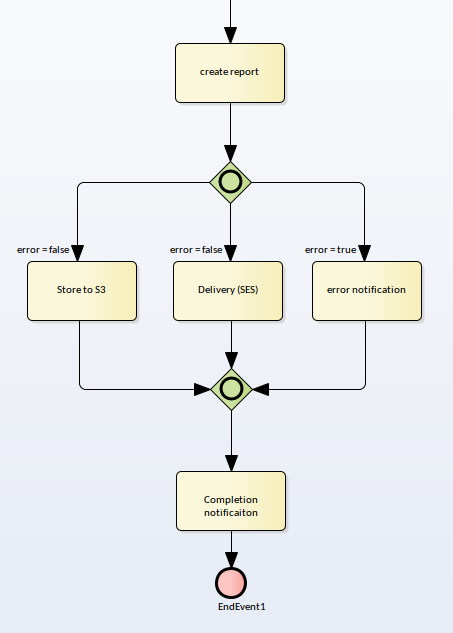 create report
error = false
error = false
error = true
Store to S3
Delivery (SES)
error notification
Completion
notificaiton
EndEvent1